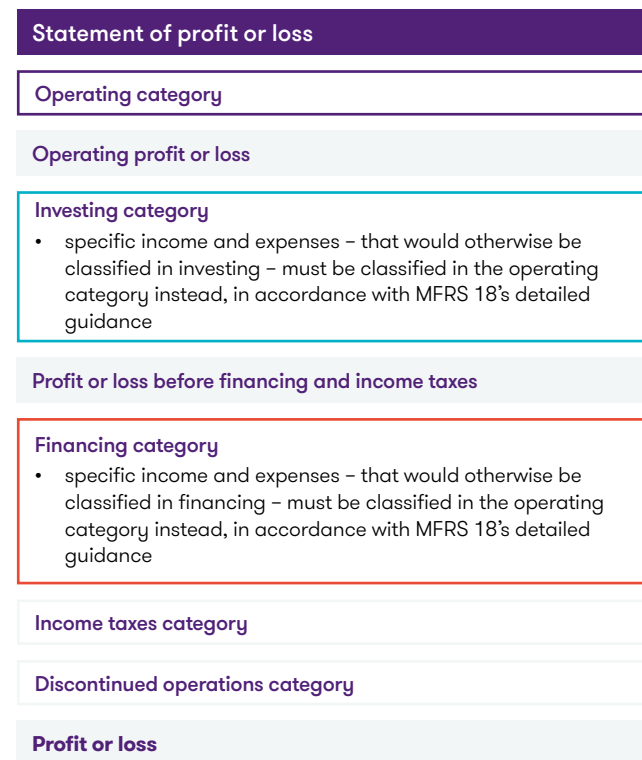 Statement of profit or loss
Operating category
Operating profit or loss
Investing category
• specific income and expenses – that would otherwise be
classified in investing – must be classified in the operating
category instead, in accordance with MFRS 18's detailed
guidance
Profit or loss before financing and income taxes
Financing category
• specific income and expenses – that would otherwise be
classified in financing – must be classified in the operating
category instead, in accordance with MFRS 18's detailed
guidance
Income taxes category
Discontinued operations category
Profit or loss